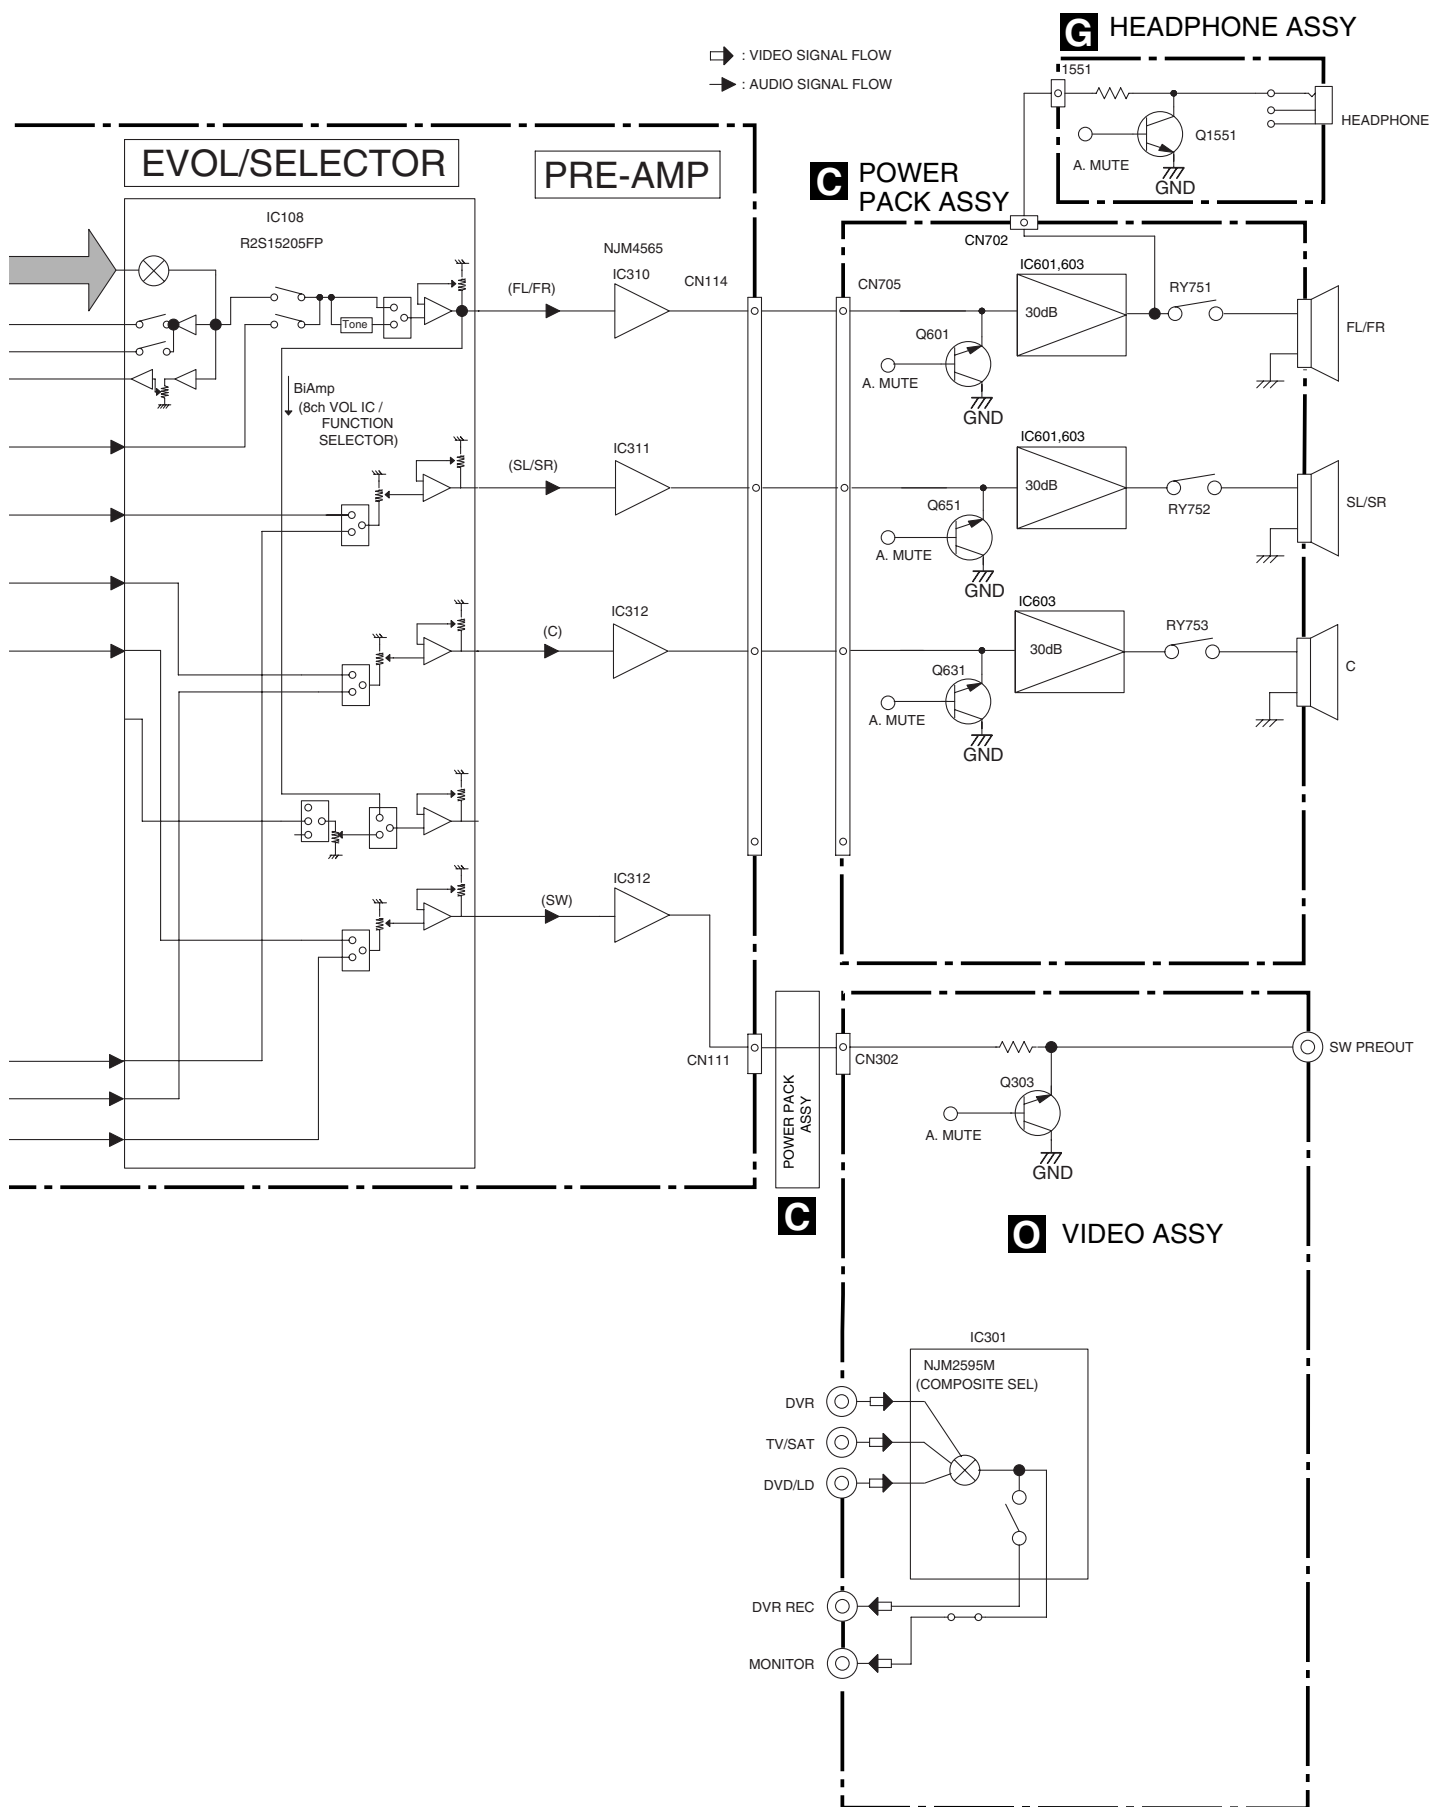 G HEADPHONE ASSY
: VIDEO SIGNAL FLOW
: AUDIO SIGNAL FLOW
1551
HEADPHONE
Q1551
A. MUTE
GND
EVOL/SELECTOR
PRE-AMP
C POWER
PACK ASSY
IC108
R2S15205FP
NJM4565
IC310
CN114
(FL/FR)
Tone
BiAmp
(8ch VOL IC /
FUNCTION
SELECTOR)
CN702
CN705
IC601,603
30dB
RY751
FL/FR
Q601
A. MUTE
GND
(SL/SR)
IC311
IC601,603
30dB
RY752
SL/SR
Q651
A. MUTE
GND
(C)
IC312
IC603
30dB
RY753
C
Q631
A. MUTE
GND
(SW)
IC312
CN111
POWER PACK
ASSY
C
CN302
SW PREOUT
Q303
A. MUTE
GND
O VIDEO ASSY
IC301
NJM2595M
(COMPOSITE SEL)
DVR
TV/SAT
DVD/LD
DVR REC
MONITOR